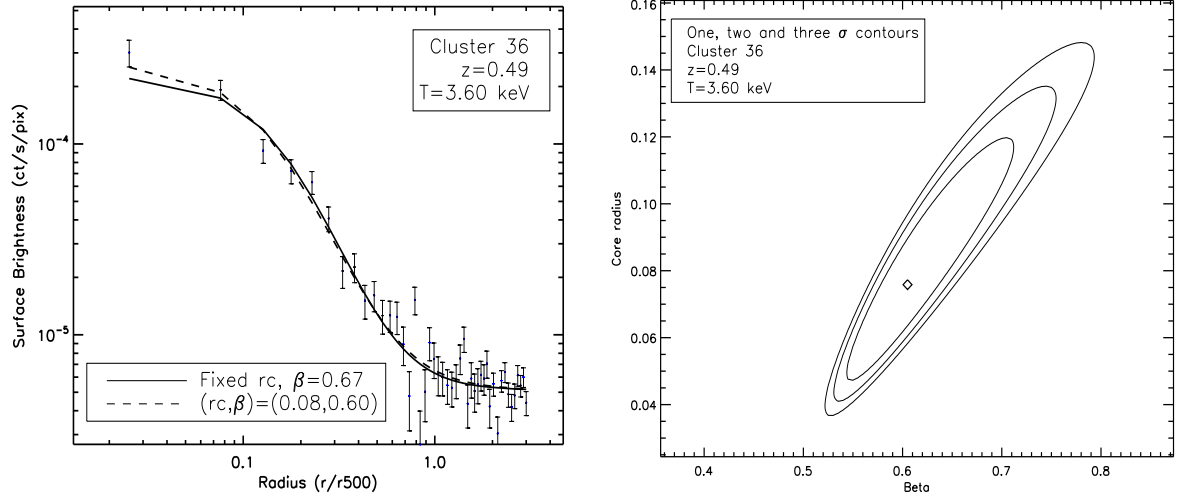 Cluster 36
z=0.49
T=3.60 keV
Surface Brightness (ct/s/pix)
10⁻⁴
10⁻⁵
Fixed rc, β=0.67
(rc,β)=(0.08,0.60)
0.1
1.0
Radius (r/r500)
One, two and three σ contours
Cluster 36
z=0.49
T=3.60 keV
Core radius
0.16
0.14
0.12
0.10
0.08
0.06
0.04
0.4
0.5
0.6
0.7
0.8
Beta